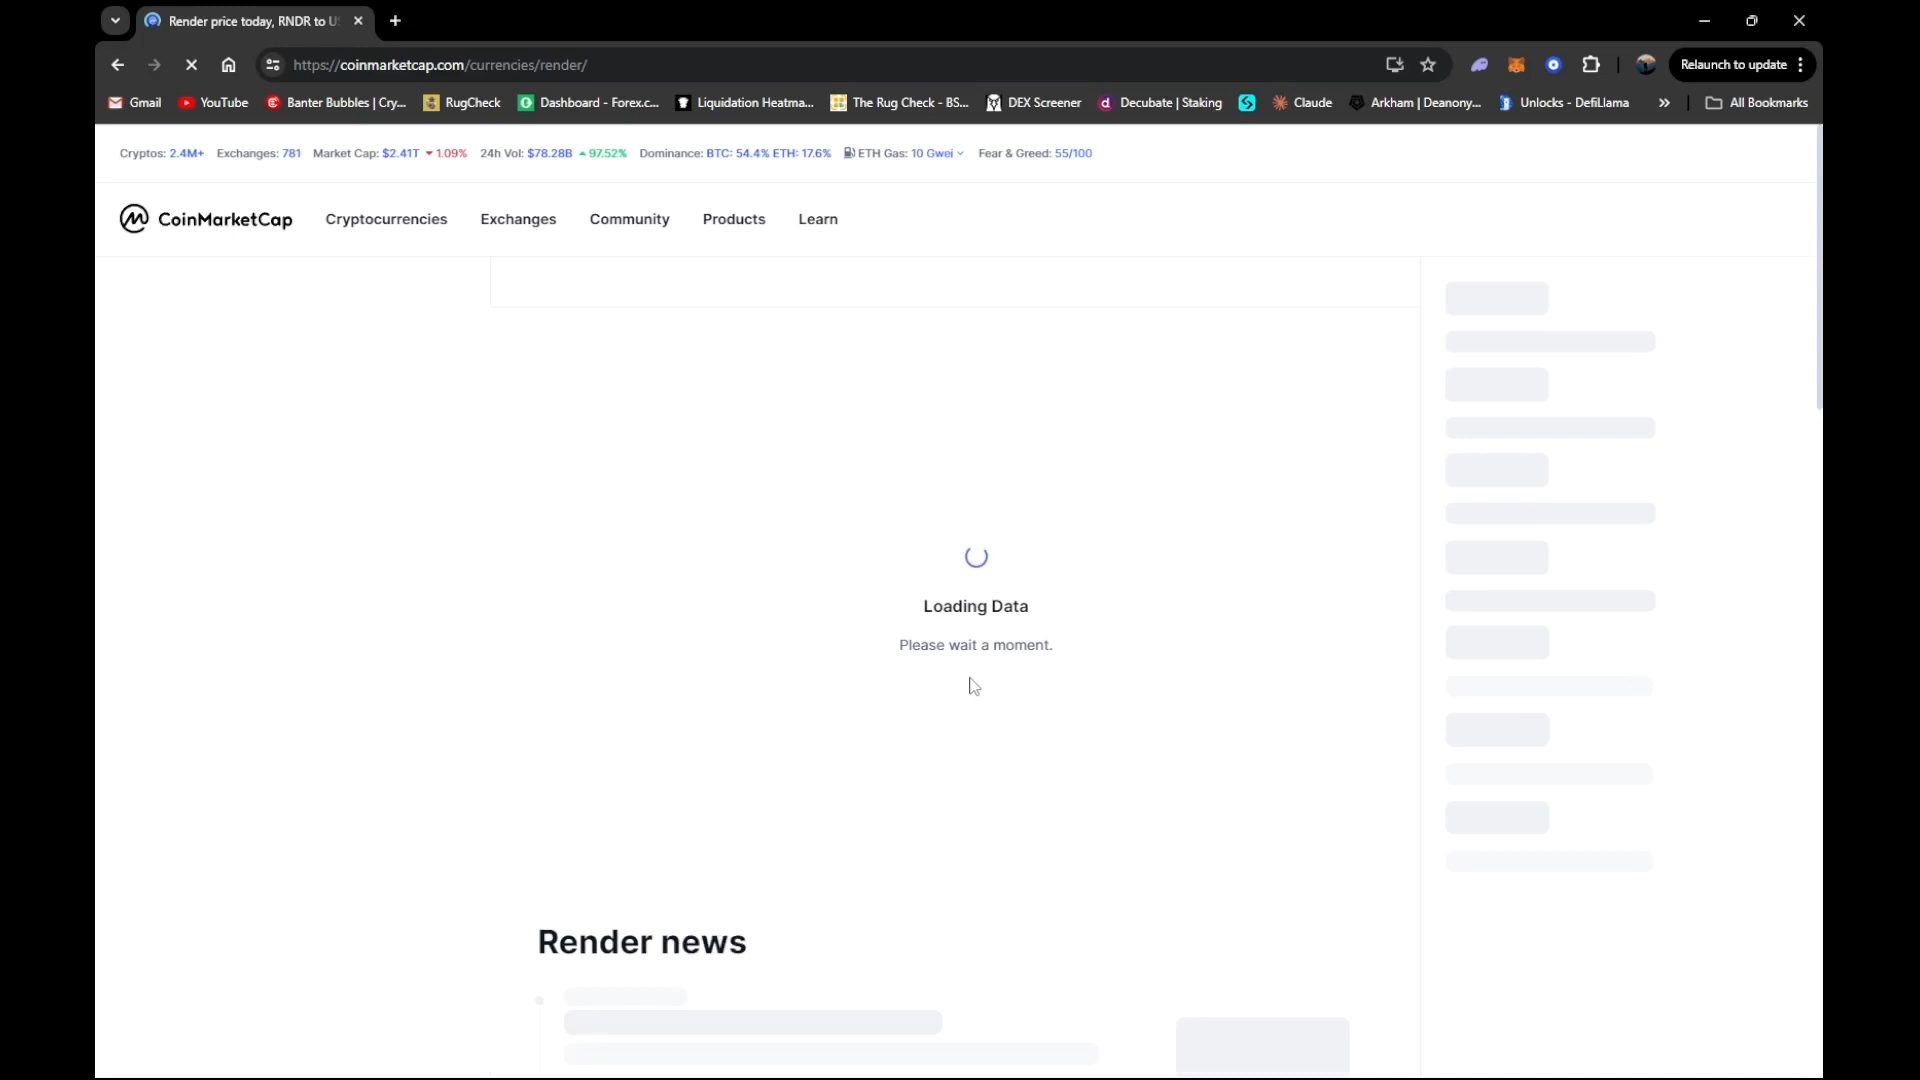 Render price today, RNDR to U
https://coinmarketcap.com/currencies/render/
Relaunch to update
Gmail
YouTube
Banter Bubbles | Cry...
RugCheck
Dashboard - Forex.c...
Liquidation Heatma...
The Rug Check - BS...
DEX Screener
Decubate | Staking
Claude
Arkham | Deanony...
Unlocks - DefiLlama
»
All Bookmarks
Cryptos: 2.4M+ Exchanges: 781 Market Cap: $2.41T 1.09% 24h Vol: $78.28B 97.52% Dominance: BTC: 54.4% ETH: 17.6% ETH Gas: 10 Gwei Fear & Greed: 55/100
CoinMarketCap
Cryptocurrencies
Exchanges
Community
Products
Learn
Loading Data
Please wait a moment.
Render news